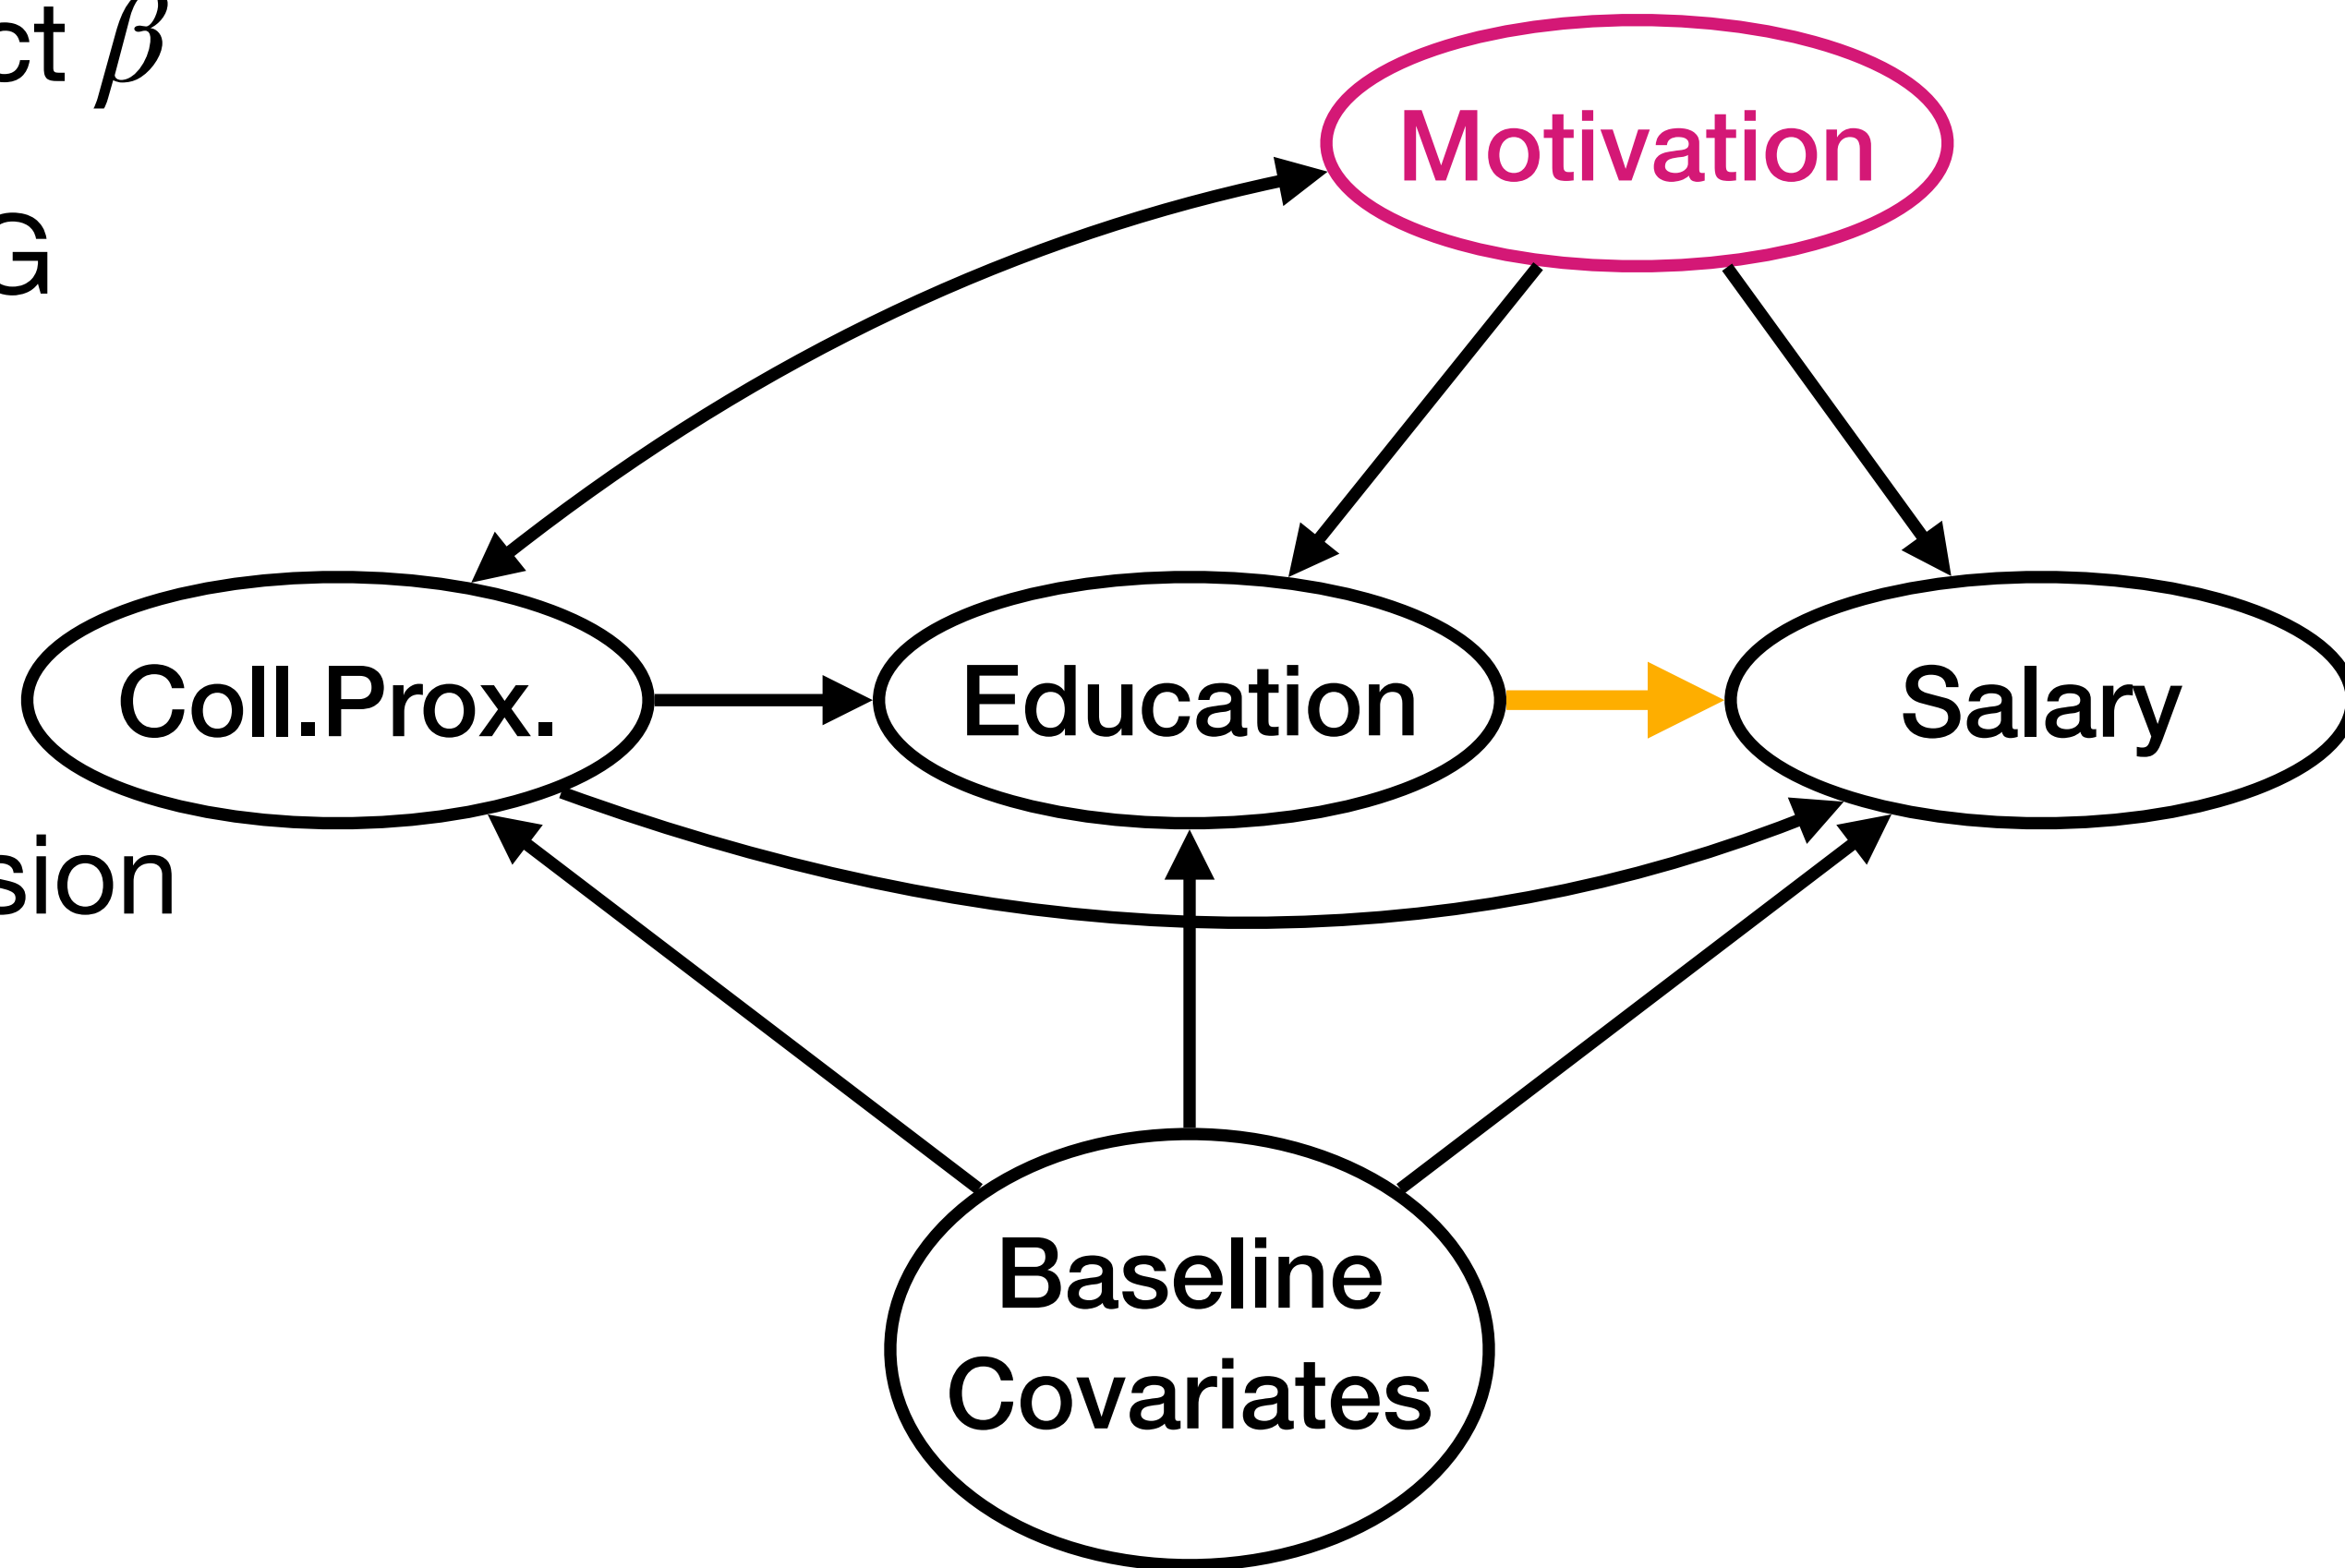 ct β
Motivation
G
Coll.Prox.
Education
Salary
sion
Baseline
Covariates